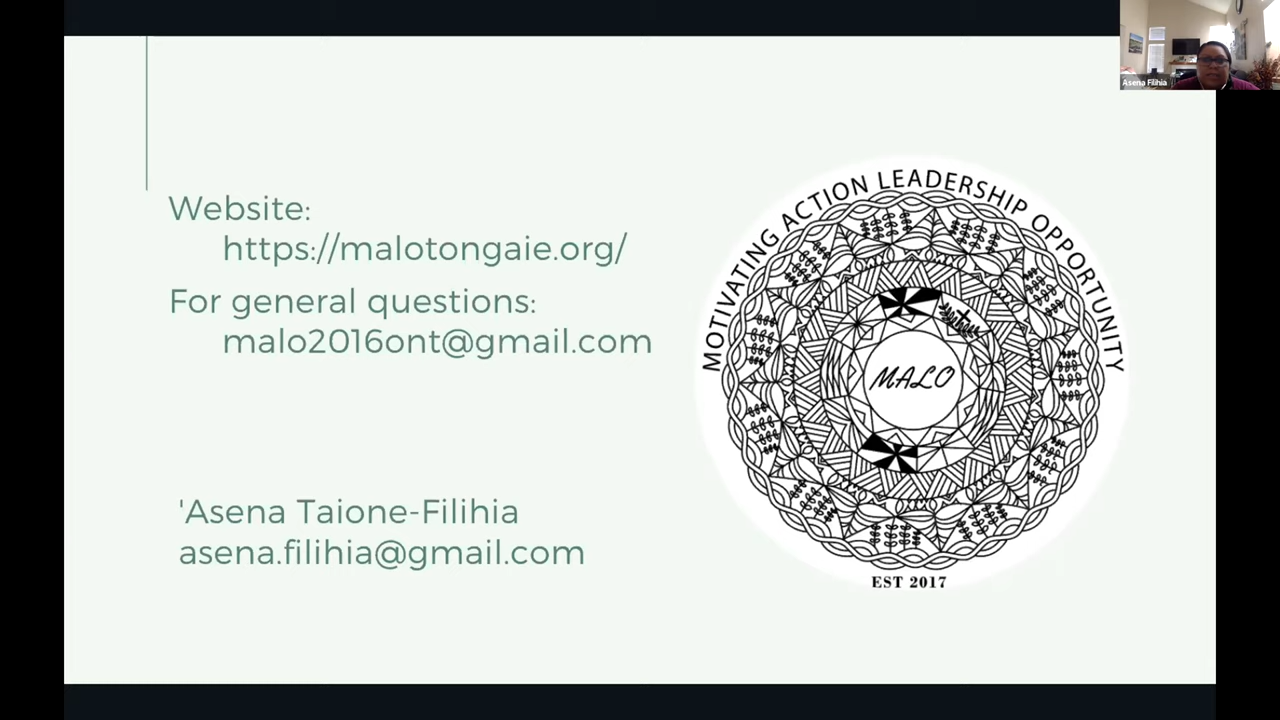 Asena Filihia
Website:
https://malotongaie.org/
For general questions:
malo2016ont@gmail.com
'Asena Taione-Filihia
asena.filihia@gmail.com
MOTIVATING ACTION LEADERSHIP OPPORTUNITY
MALO
EST 2017